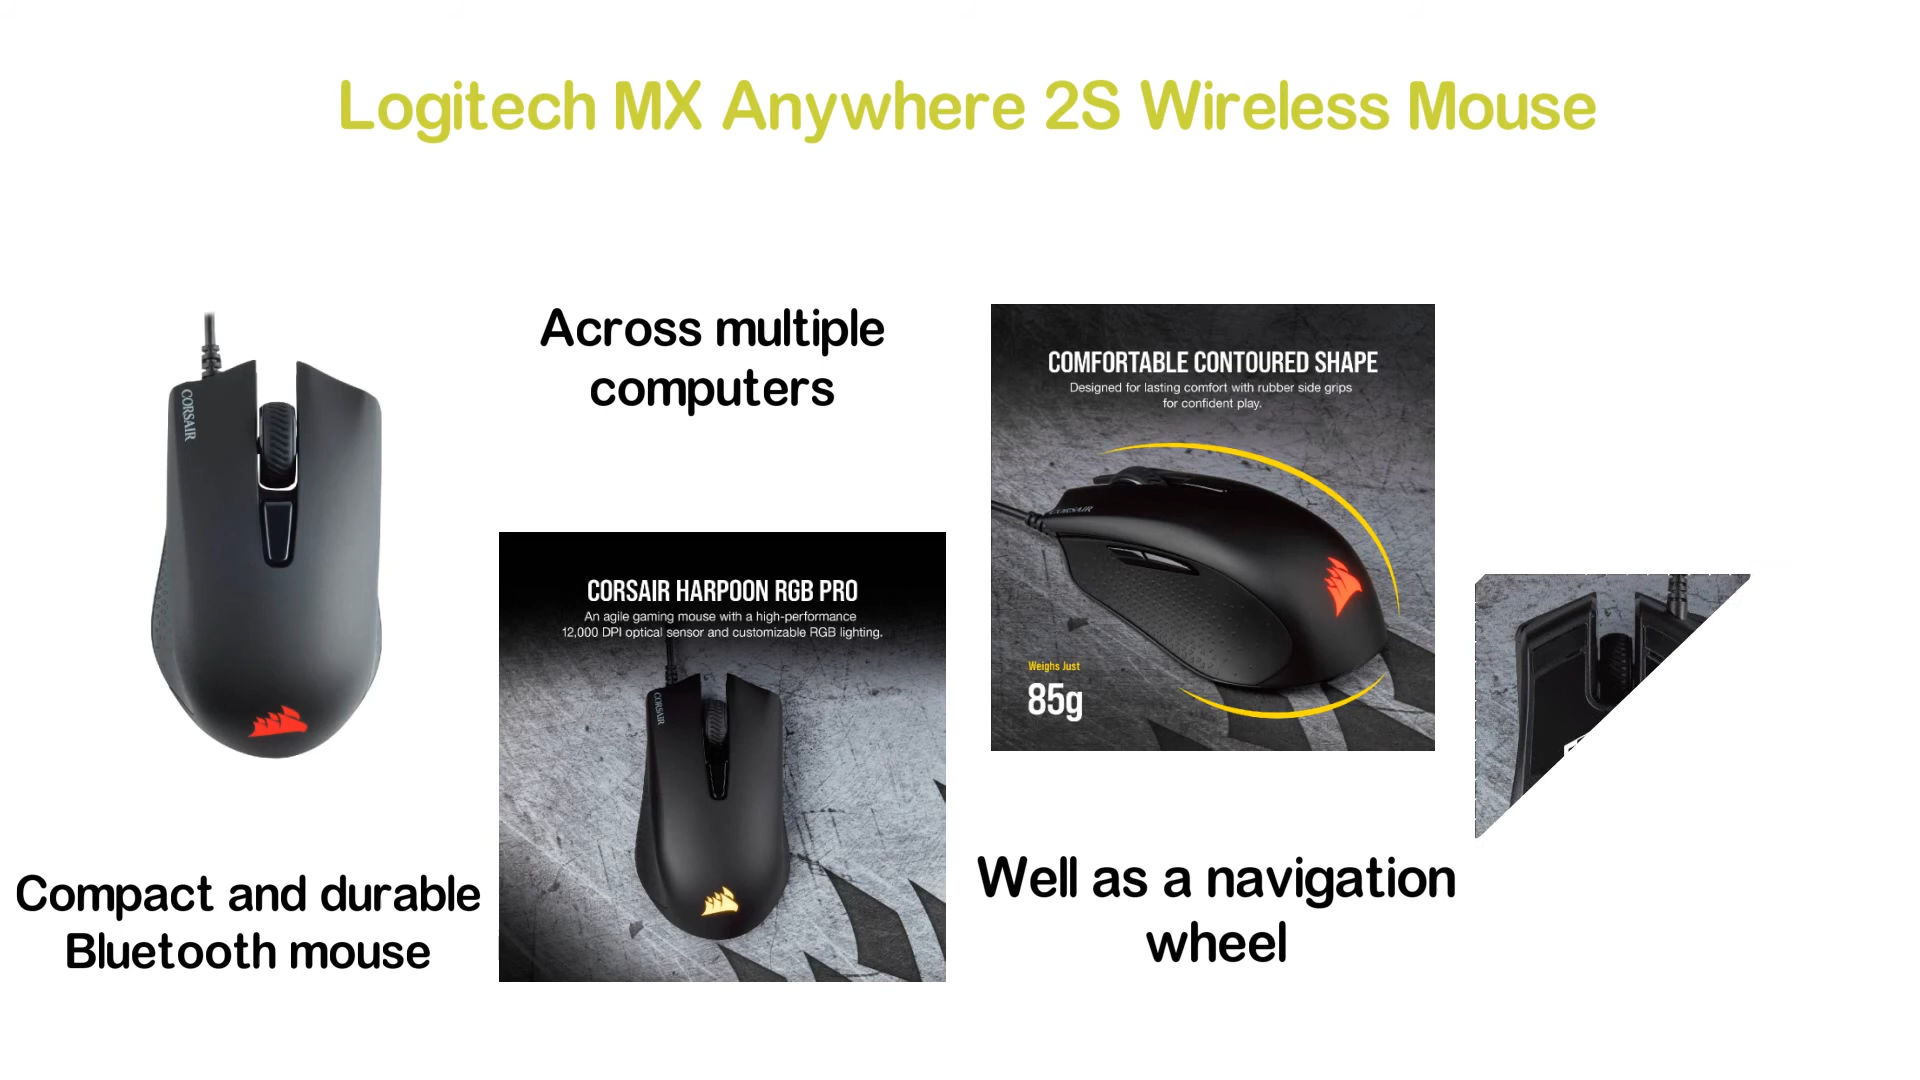 Logitech MX Anywhere 2S Wireless Mouse
CORSAIR
Compact and durable
Bluetooth mouse
Across multiple
computers
CORSAIR HARPOON RGB PRO
An agile gaming mouse with a high-performance
12,000 DPI optical sensor and customizable RGB lighting.
CORSAIR
COMFORTABLE CONTOURED SHAPE
Designed for lasting comfort with rubber side grips
for confident play.
CORSAIR
Weighs Just
85g
Well as a navigation
wheel